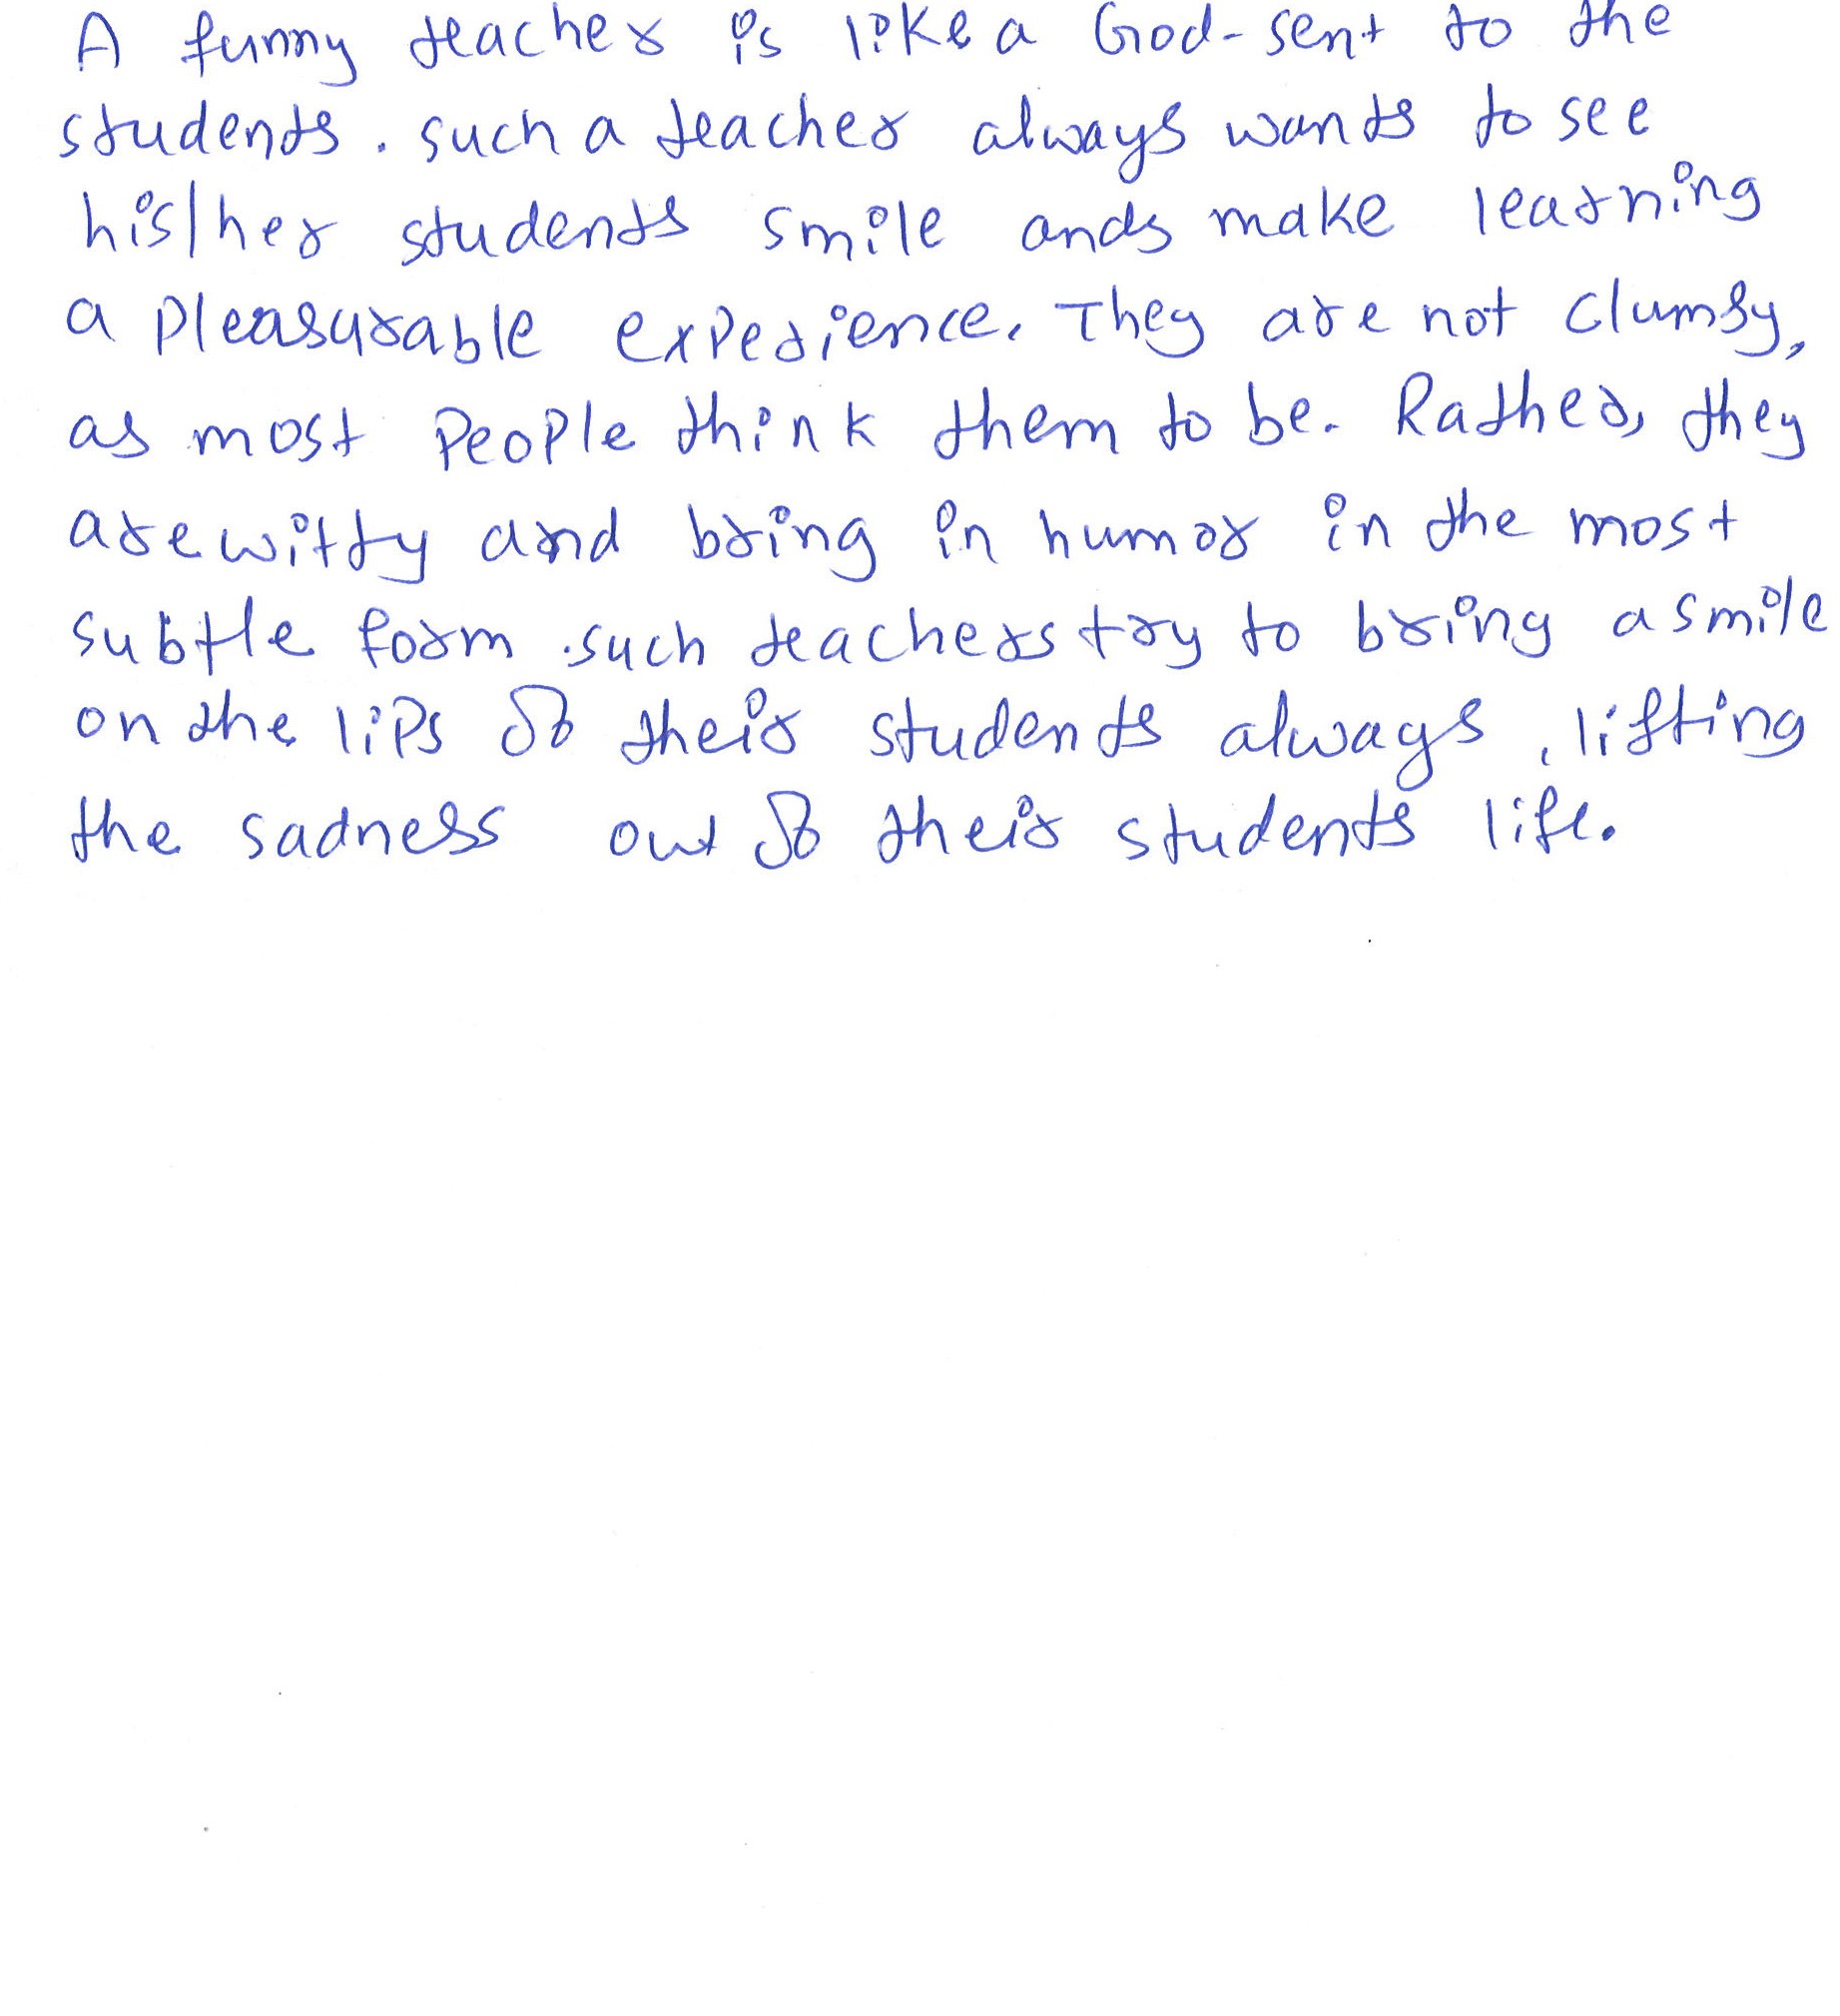 A funny teacher is like a God-sent to the
students. such a teacher always wants to see
his/her students smile ands make learning
a pleasurable experience. They are not clumsy,
as most people think them to be. Rather, they
are witty and bring in humor in the most
subtle form. such teachers try to bring a smile
on the lips of their students always, lifting
the sadness out of their students life.